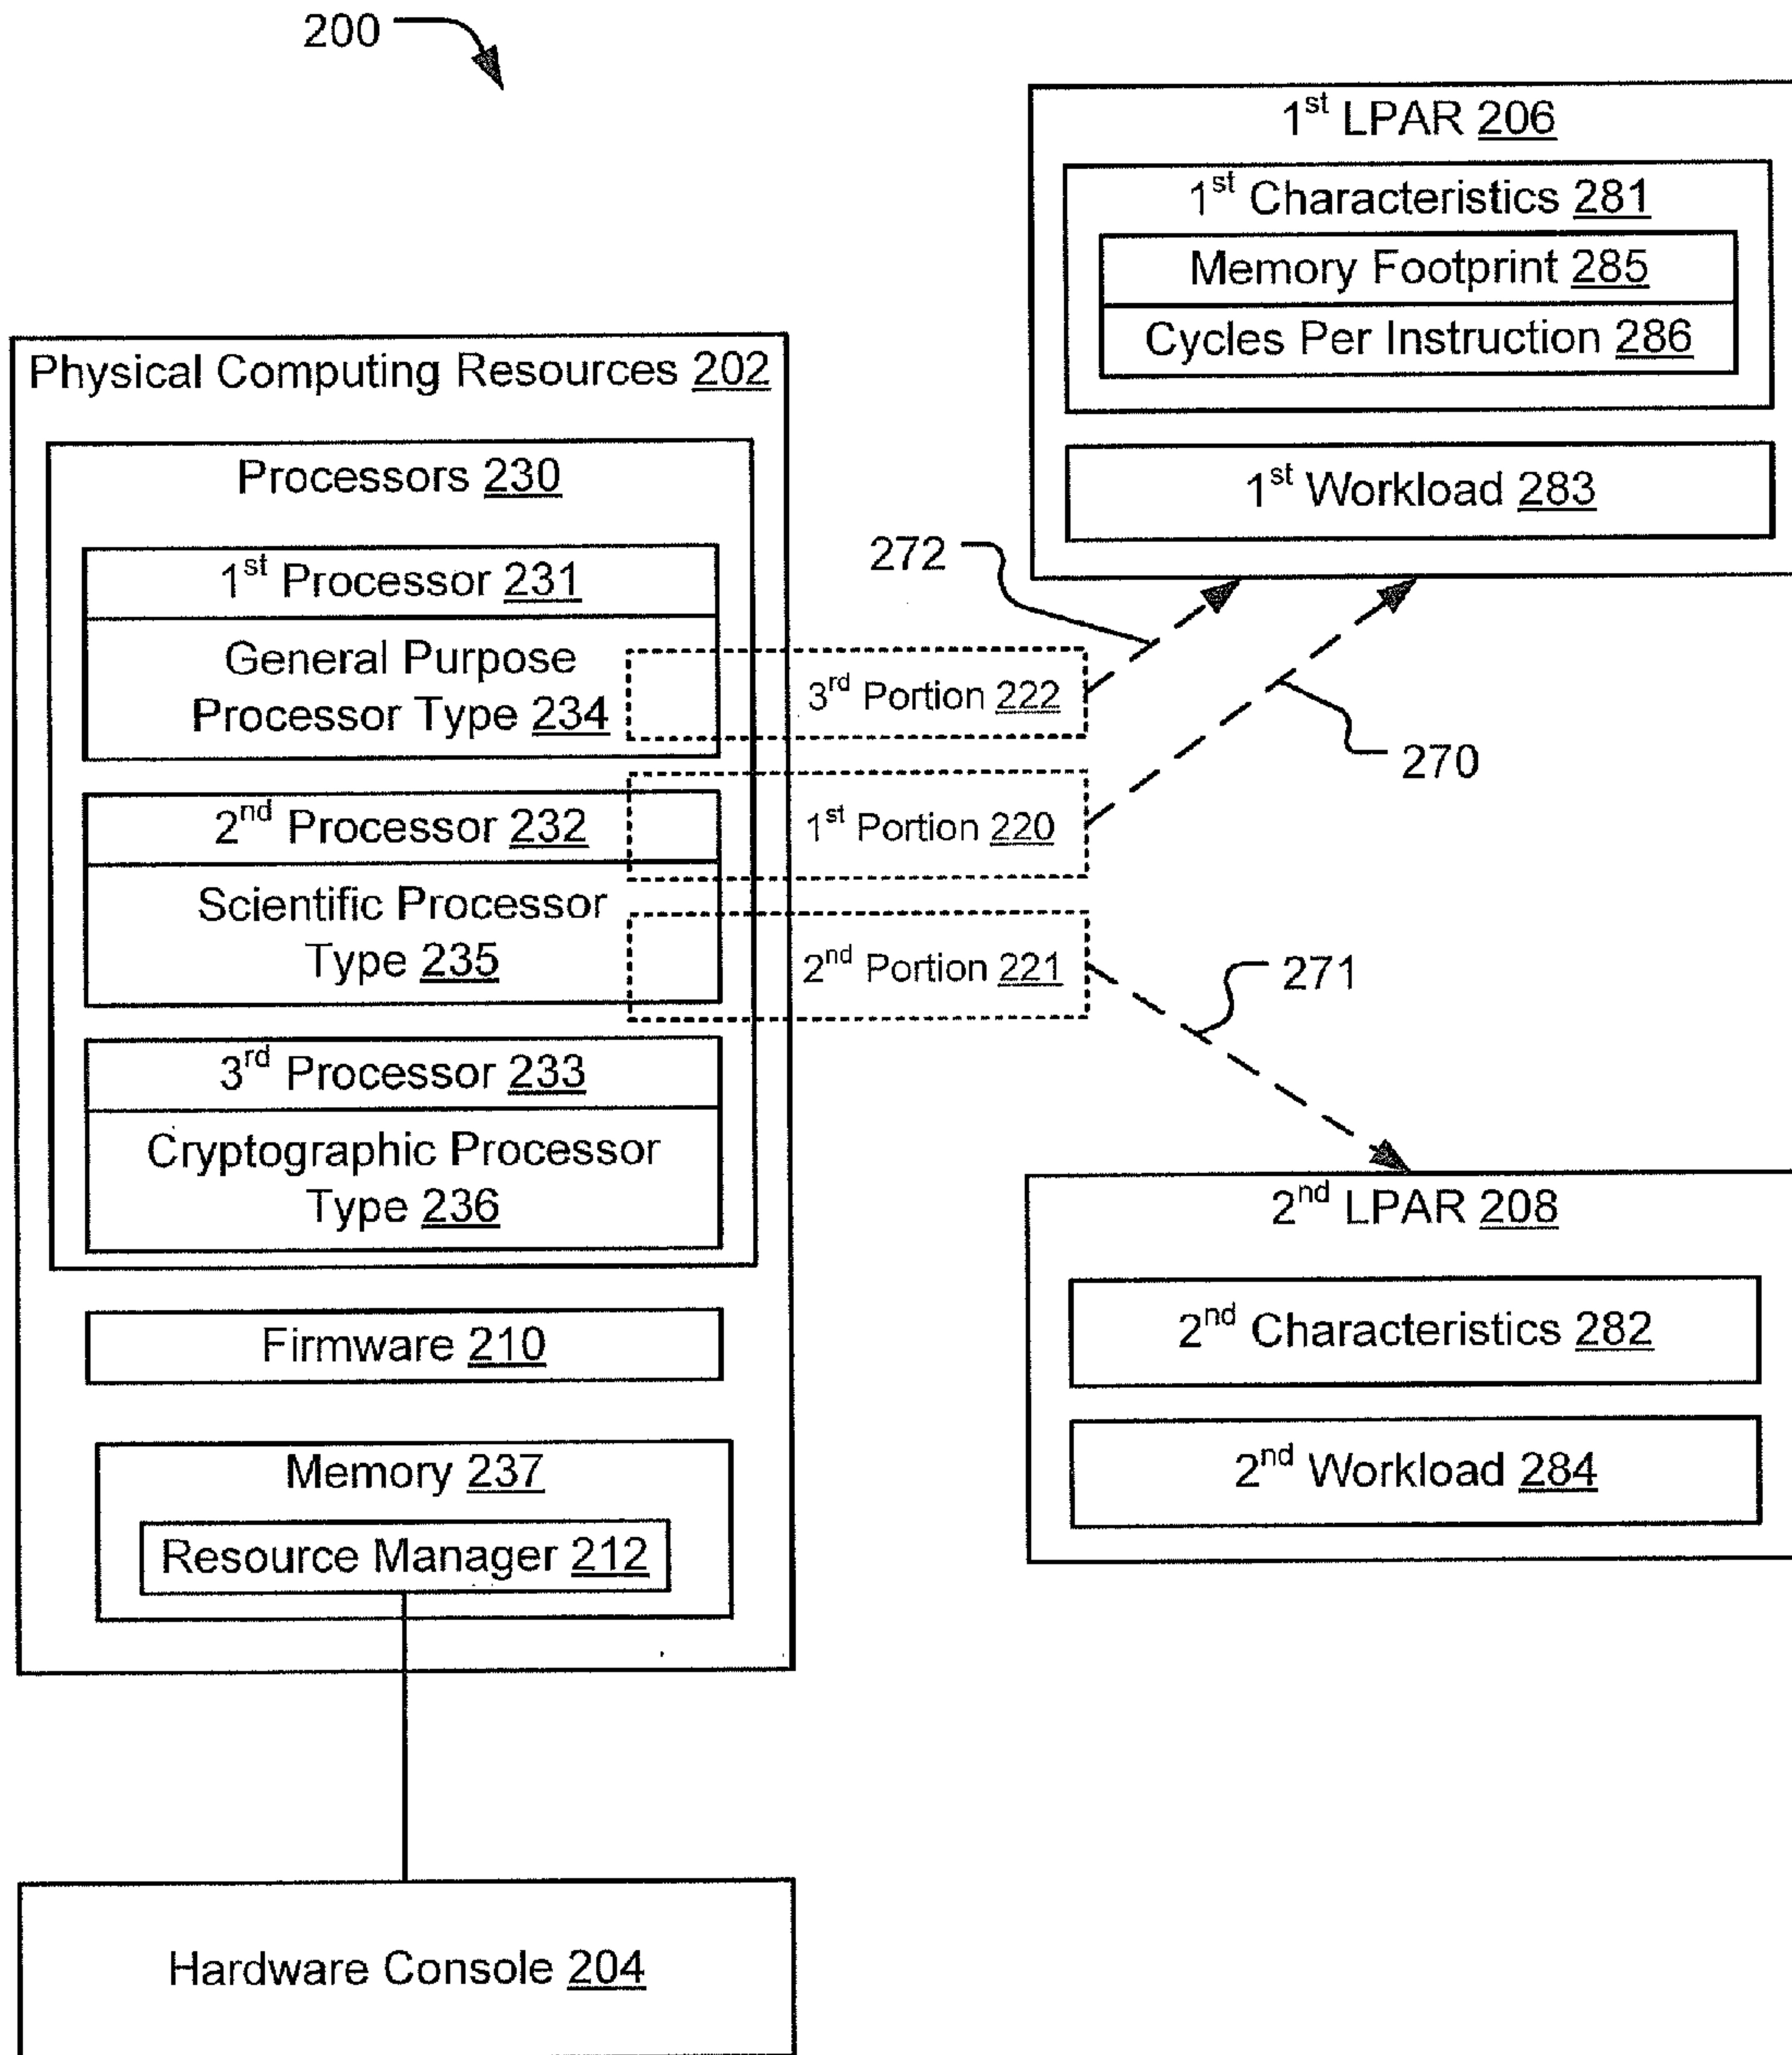 200
1st LPAR 206
1st Characteristics 281
Memory Footprint 285
Cycles Per Instruction 286
1st Workload 283
Physical Computing Resources 202
Processors 230
1st Processor 231
General Purpose
Processor Type 234
2nd Processor 232
Scientific Processor
Type 235
3rd Processor 233
Cryptographic Processor
Type 236
Firmware 210
Memory 237
Resource Manager 212
272
3rd Portion 222
270
1st Portion 220
2nd Portion 221
271
2nd LPAR 208
2nd Characteristics 282
2nd Workload 284
Hardware Console 204